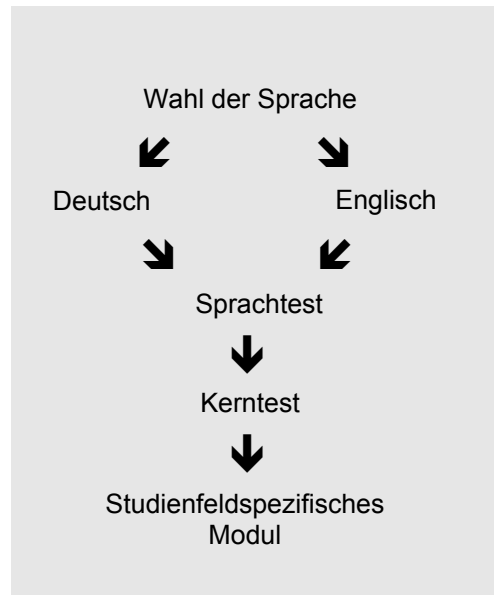 Wahl der Sprache
Deutsch
Englisch
Sprachtest
Kerntest
Studienfeldspezifisches
Modul